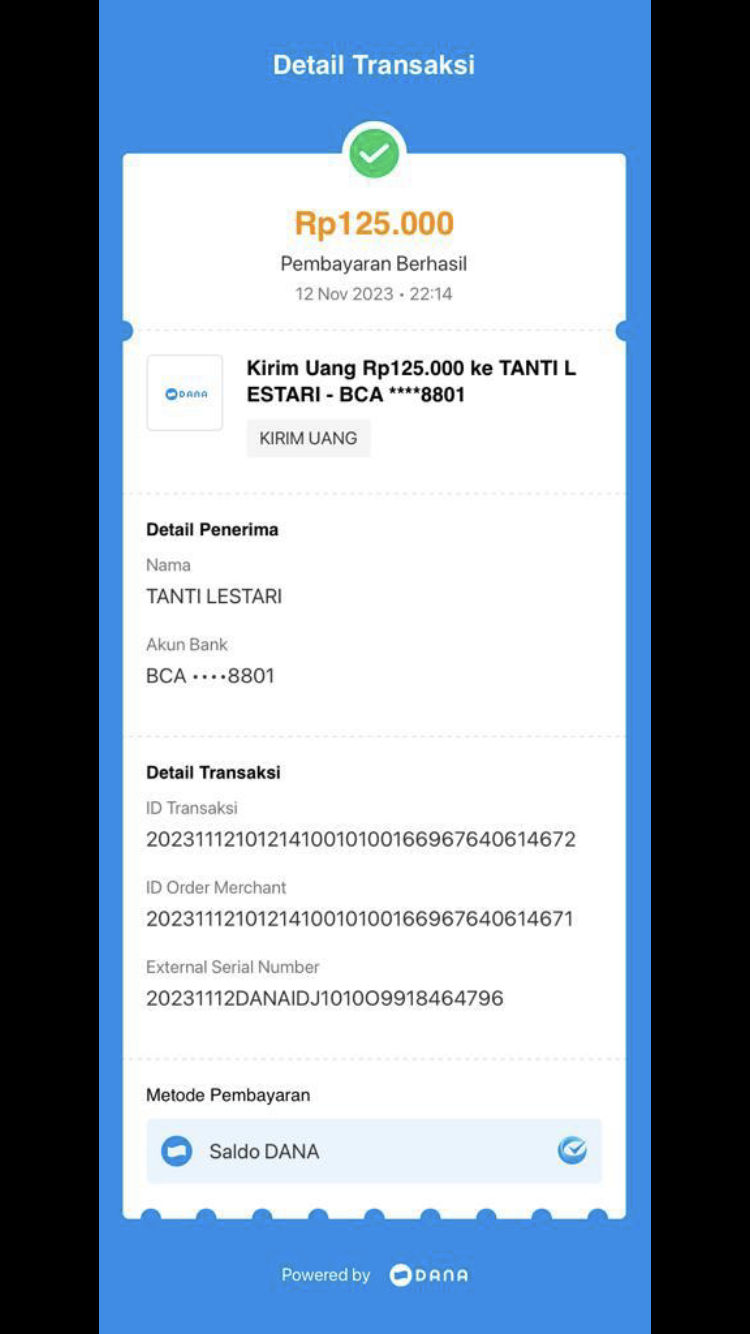 Detail Transaksi
Rp125.000
Pembayaran Berhasil
12 Nov 2023 • 22:14
DANA
Kirim Uang Rp125.000 ke TANTI L
ESTARI - BCA ****8801
KIRIM UANG
Detail Penerima
Nama
TANTI LESTARI
Akun Bank
BCA ••••8801
Detail Transaksi
ID Transaksi
2023111210121410010100166967640614672
ID Order Merchant
2023111210121410010100166967640614671
External Serial Number
20231112DANAIDJ1010O9918464796
Metode Pembayaran
Saldo DANA
Powered by DANA